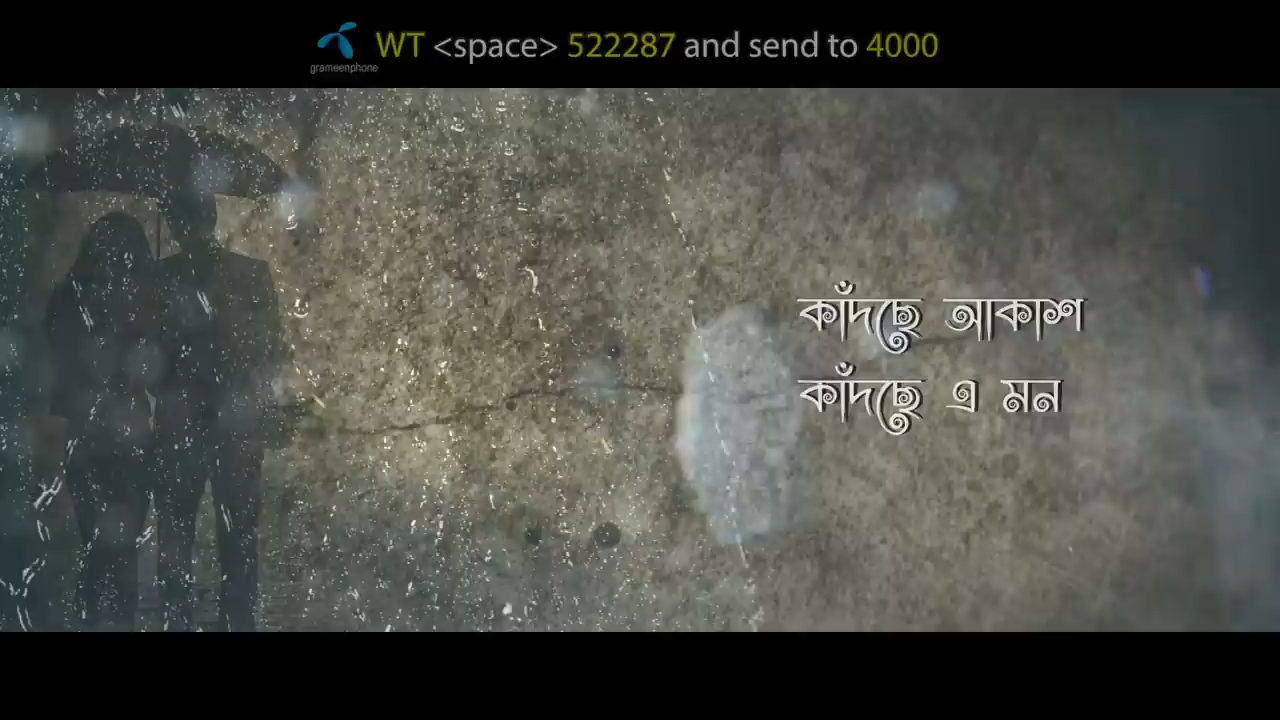 WT <space> 522287 and send to 4000
grameenphone
কাঁদছে আকাশ
কাঁদছে এ মন